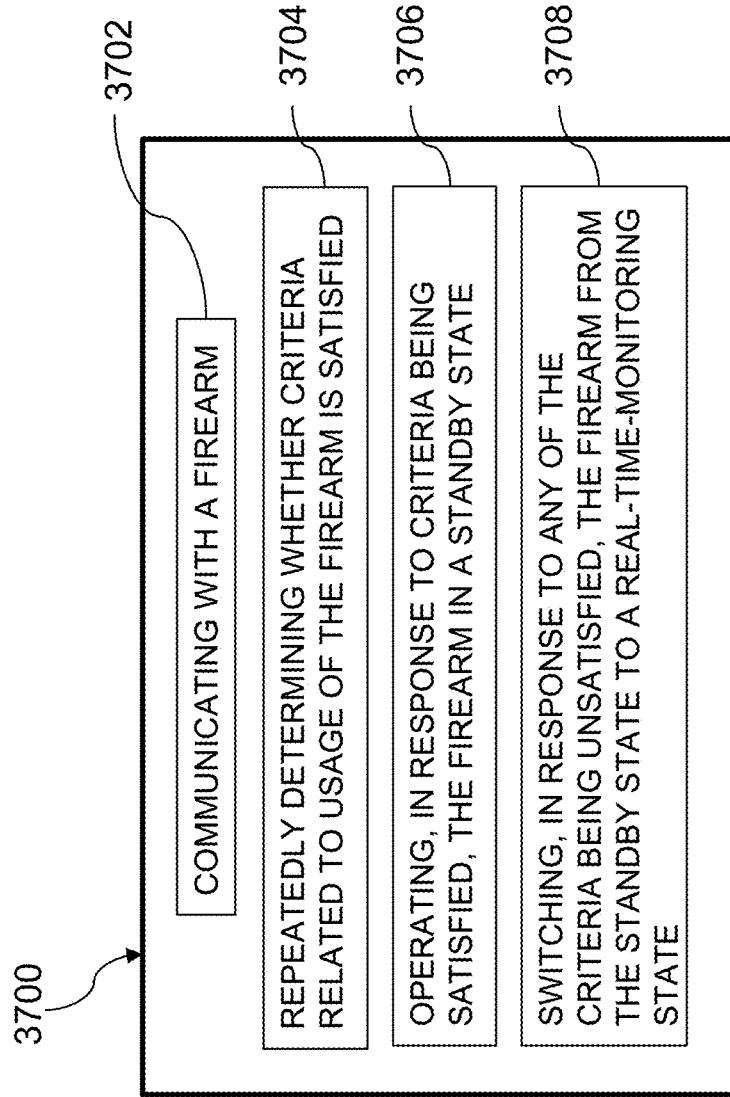 3700
3702
COMMUNICATING WITH A FIREARM
3704
REPEATEDLY DETERMINING WHETHER CRITERIA
RELATED TO USAGE OF THE FIREARM IS SATISFIED
3706
OPERATING, IN RESPONSE TO CRITERIA BEING
SATISFIED, THE FIREARM IN A STANDBY STATE
3708
SWITCHING, IN RESPONSE TO ANY OF THE
CRITERIA BEING UNSATISFIED, THE FIREARM FROM
THE STANDBY STATE TO A REAL-TIME-MONITORING
STATE